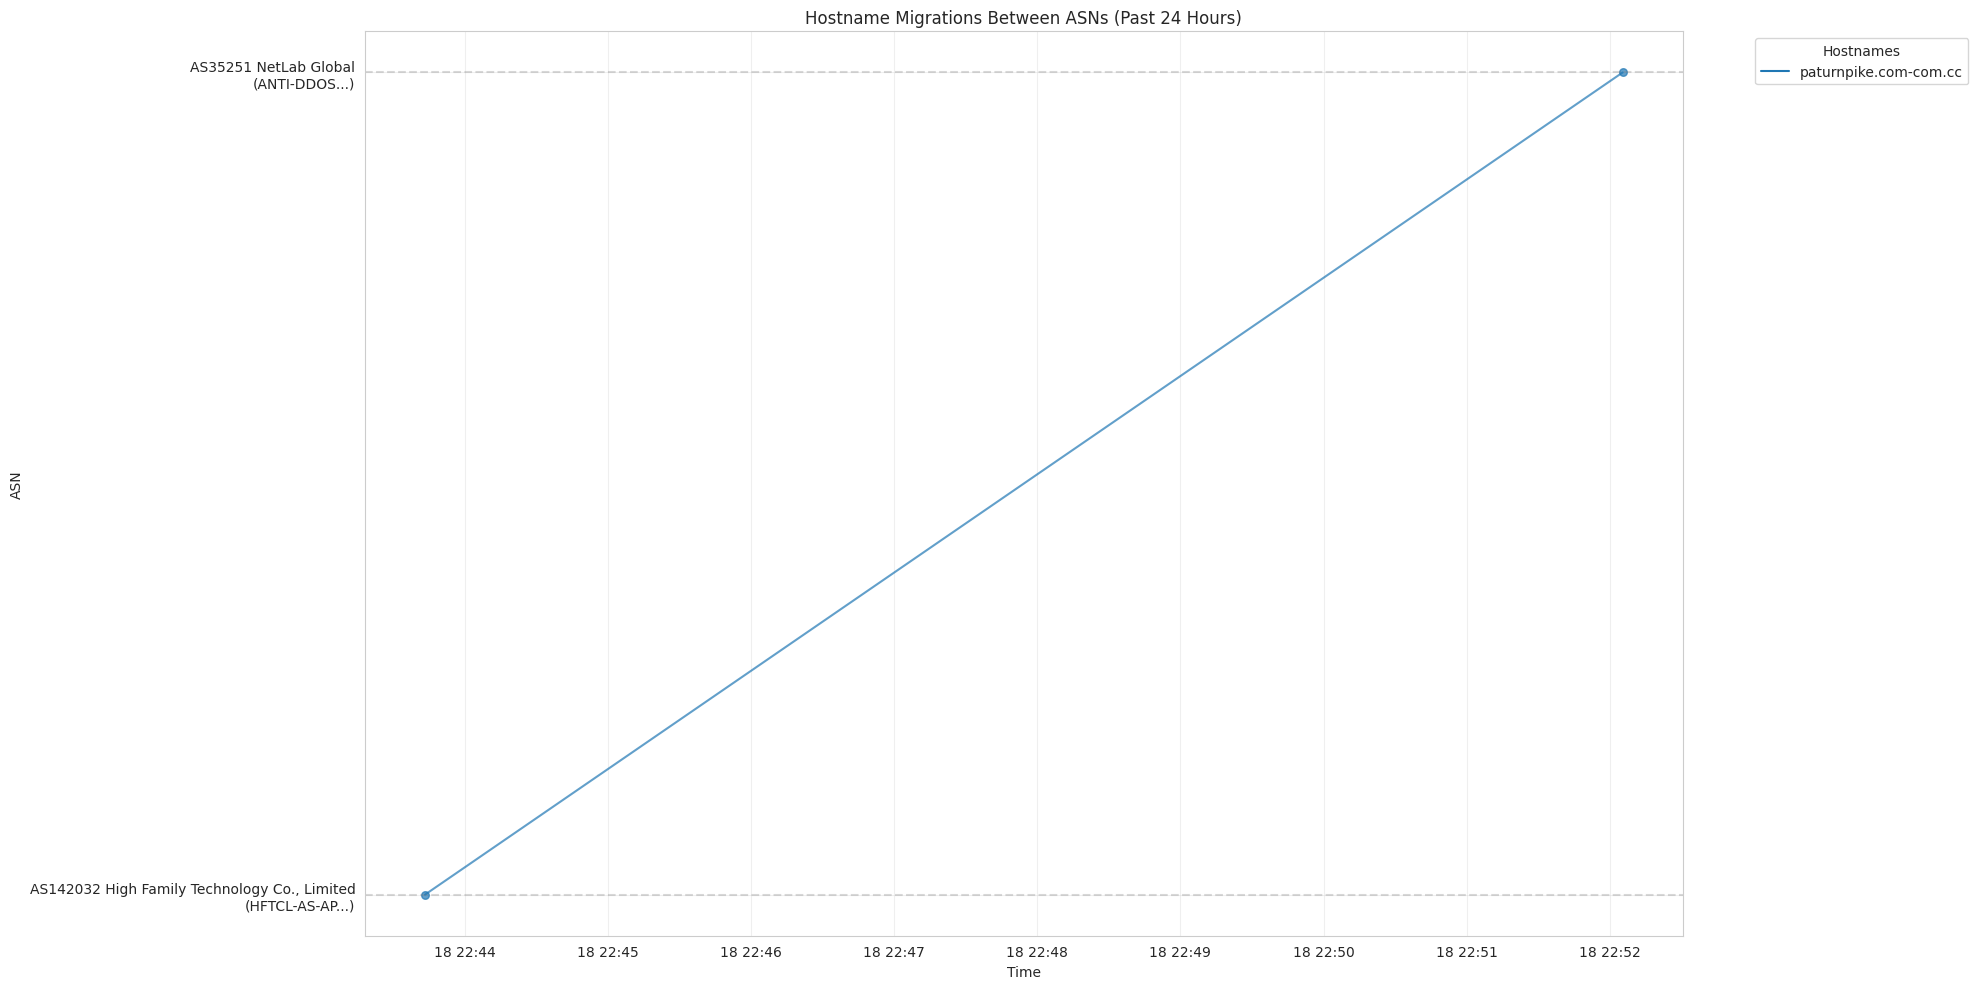 Hostname Migrations Between ASNs (Past 24 Hours)
AS35251 NetLab Global
(ANTI-DDOS...)
Hostnames
paturnpike.com-com.cc
ASN
AS142032 High Family Technology Co., Limited
(HFTCL-AS-AP...)
18 22:44 18 22:45 18 22:46 18 22:47 18 22:48 18 22:49 18 22:50 18 22:51 18 22:52
Time